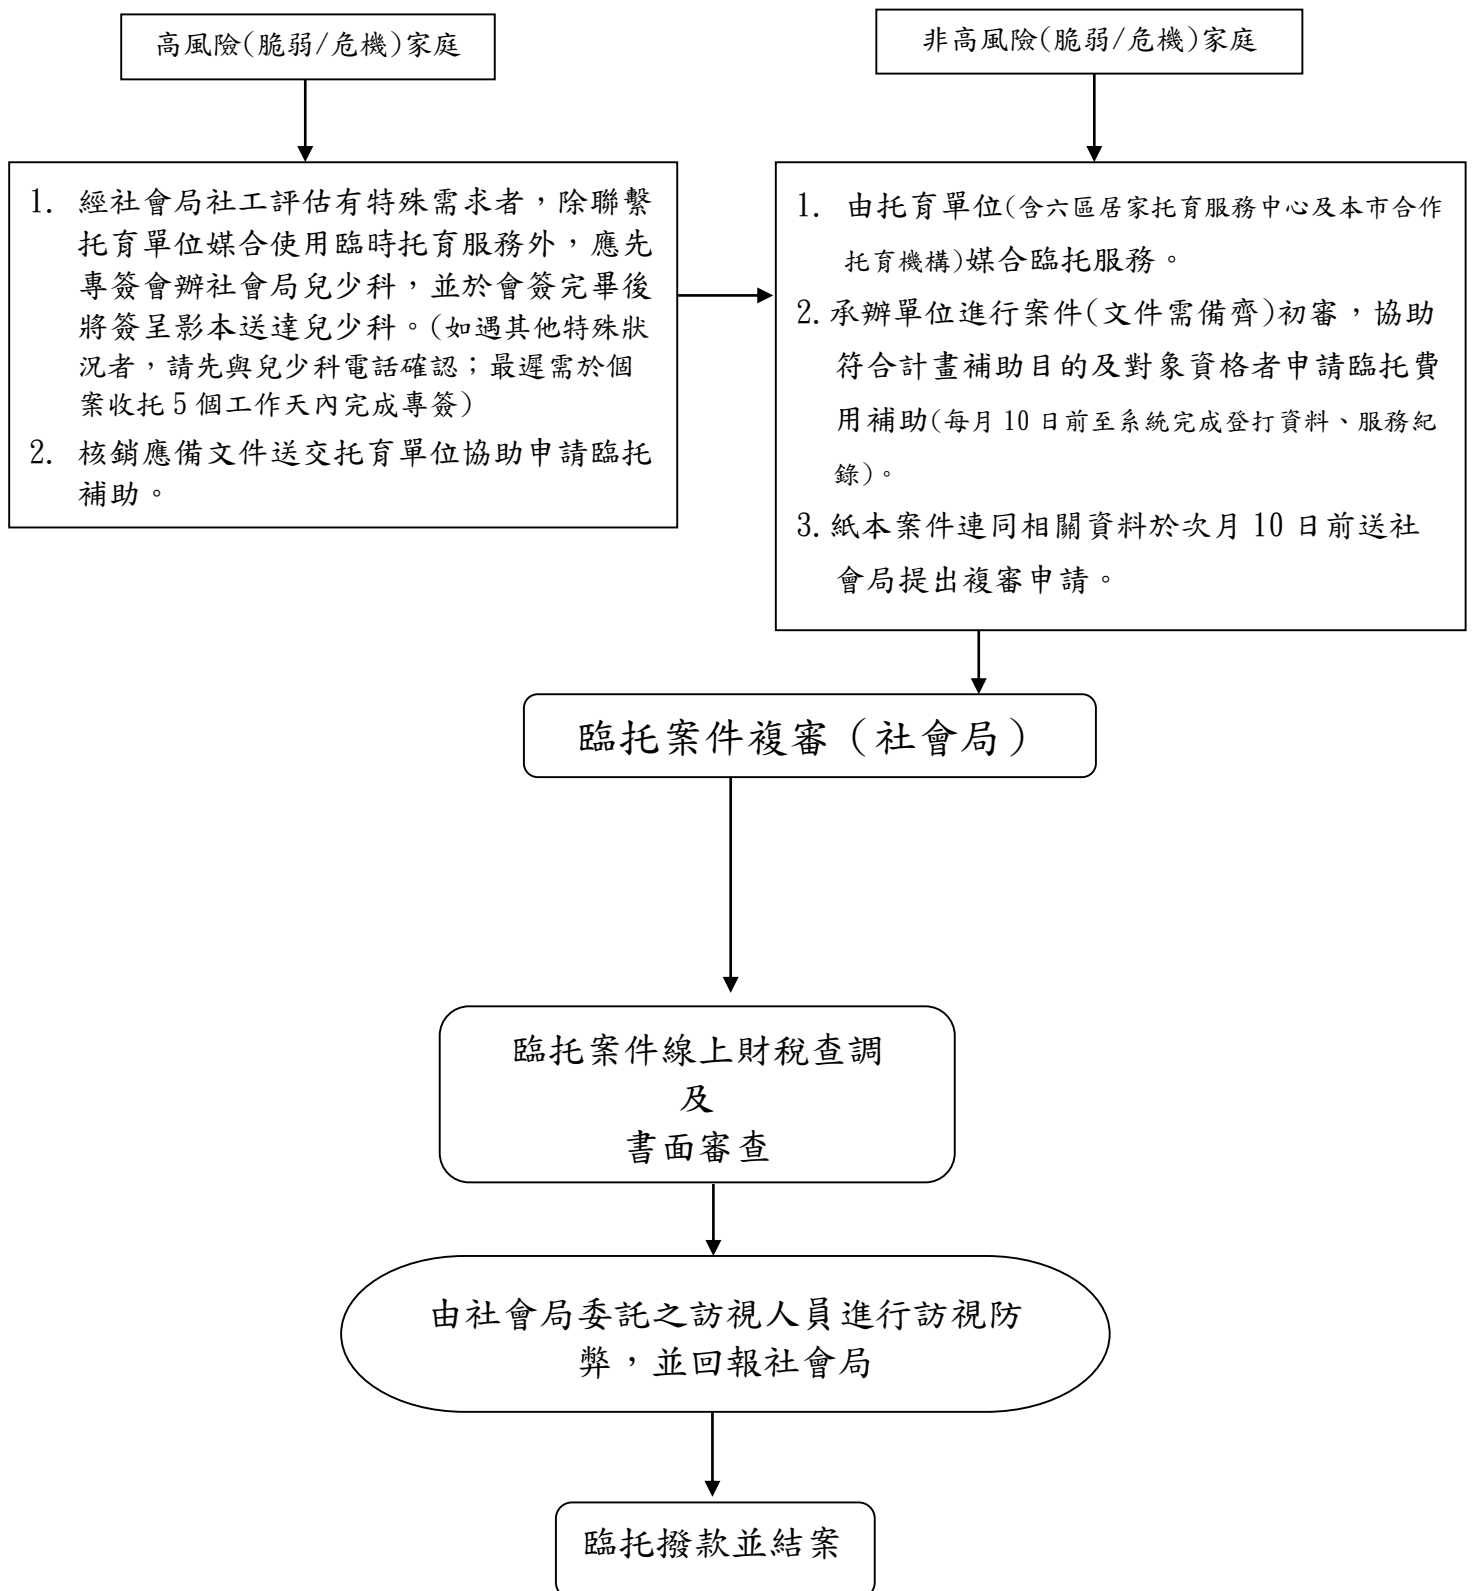 高風險(脆弱/危機)家庭
非高風險(脆弱/危機)家庭
1. 經社會局社工評估有特殊需求者，除聯繫
托育單位媒合使用臨時托育服務外，應先
專簽會辦社會局兒少科，並於會簽完畢後
將簽呈影本送達兒少科。(如遇其他特殊狀
況者，請先與兒少科電話確認；最遲需於個
案收托 5 個工作天內完成專簽)
2. 核銷應備文件送交托育單位協助申請臨托
補助。
1. 由托育單位(含六區居家托育服務中心及本市合作
托育機構)媒合臨托服務。
2. 承辦單位進行案件(文件需備齊)初審，協助
符合計畫補助目的及對象資格者申請臨托費
用補助(每月 10 日前至系統完成登打資料、服務紀
錄)。
3. 紙本案件連同相關資料於次月 10 日前送社
會局提出複審申請。
臨托案件複審（社會局）
臨托案件線上財稅查調
及
書面審查
由社會局委託之訪視人員進行訪視防
弊，並回報社會局
臨托撥款並結案